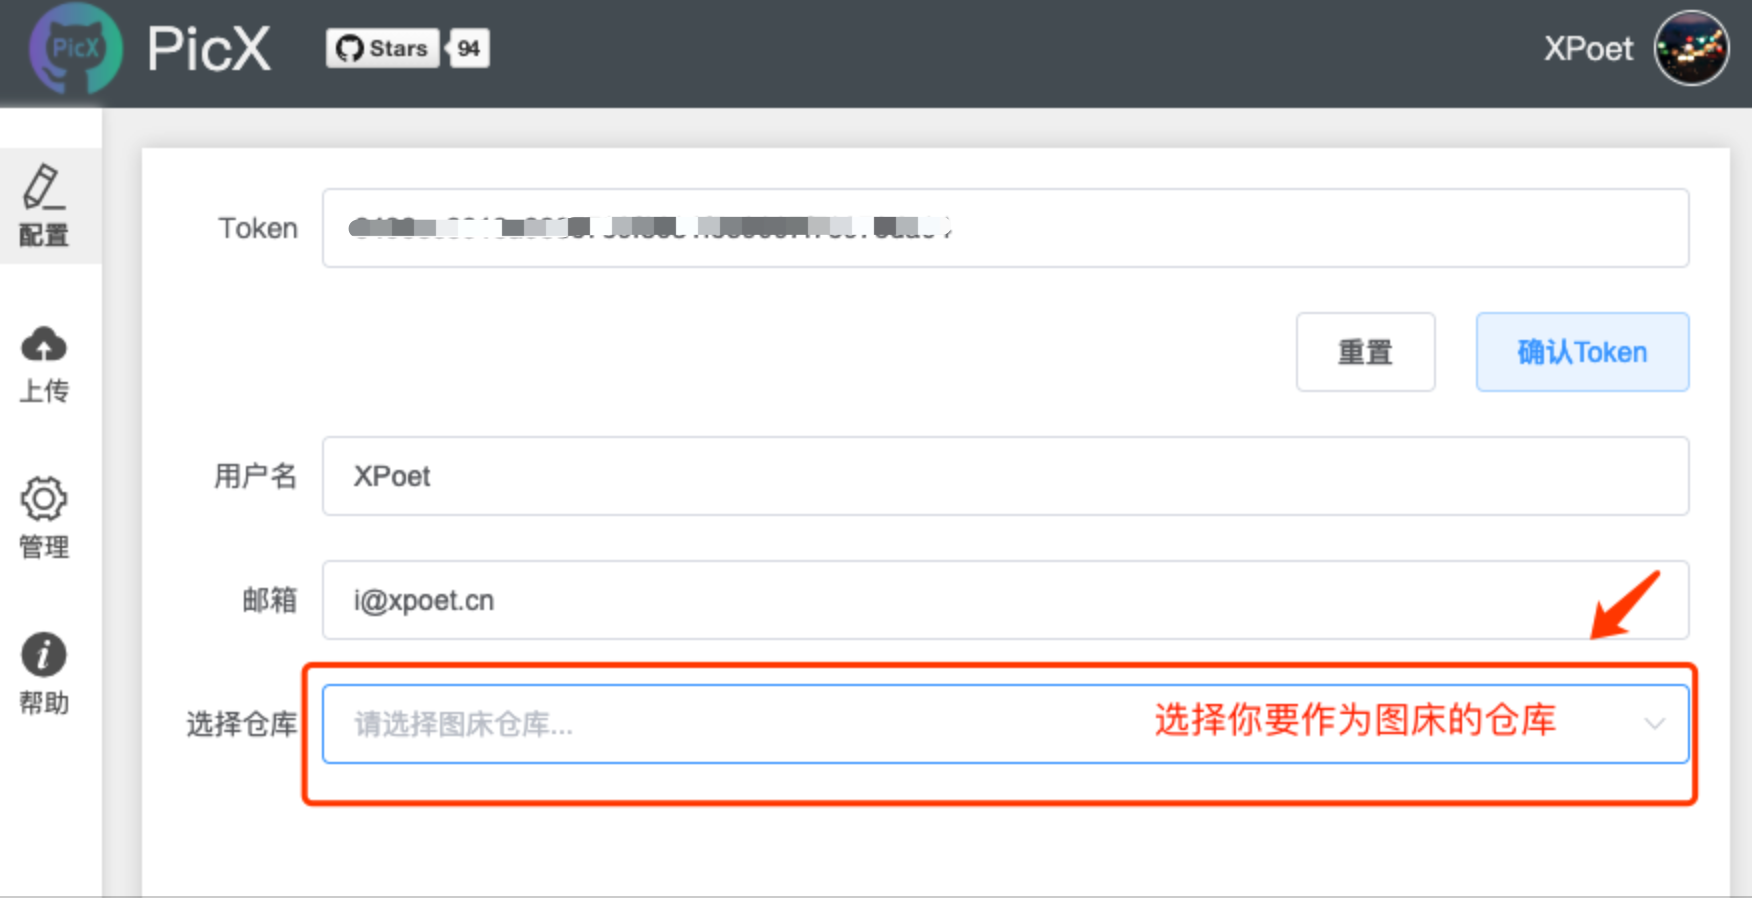 PicX
PicX
Stars
94
XPoet
配置
上传
管理
帮助
Token
重置
确认Token
用户名
XPoet
邮箱
i@xpoet.cn
选择仓库
请选择图床仓库...
选择你要作为图床的仓库